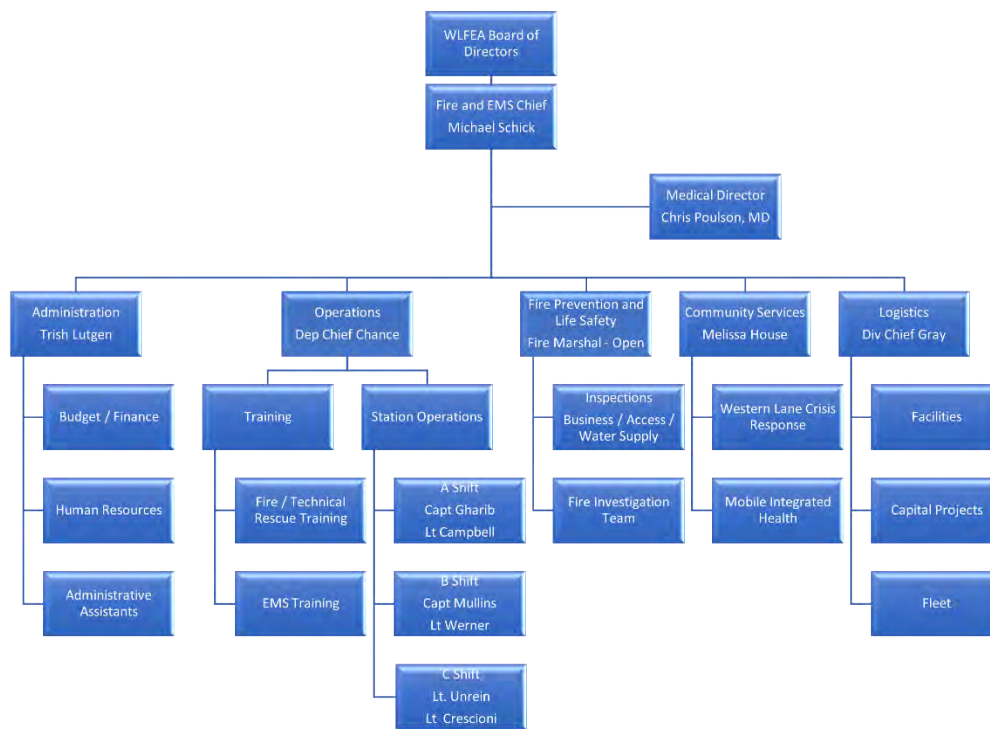 WLFEA Board of
Directors
Fire and EMS Chief
Michael Schick
Medical Director
Chris Poulson, MD
Administration
Trish Lutgen
Operations
Dep Chief Chance
Fire Prevention and
Life Safety
Fire Marshal - Open
Community Services
Melissa House
Logistics
Div Chief Gray
Budget / Finance
Human Resources
Administrative
Assistants
Training
Station Operations
Fire / Technical
Rescue Training
EMS Training
A Shift
Capt Gharib
Lt Campbell
B Shift
Capt Mullins
Lt Werner
C Shift
Lt. Unrein
Lt Crescioni
Inspections
Business / Access /
Water Supply
Fire Investigation
Team
Western Lane Crisis
Response
Mobile Integrated
Health
Facilities
Capital Projects
Fleet